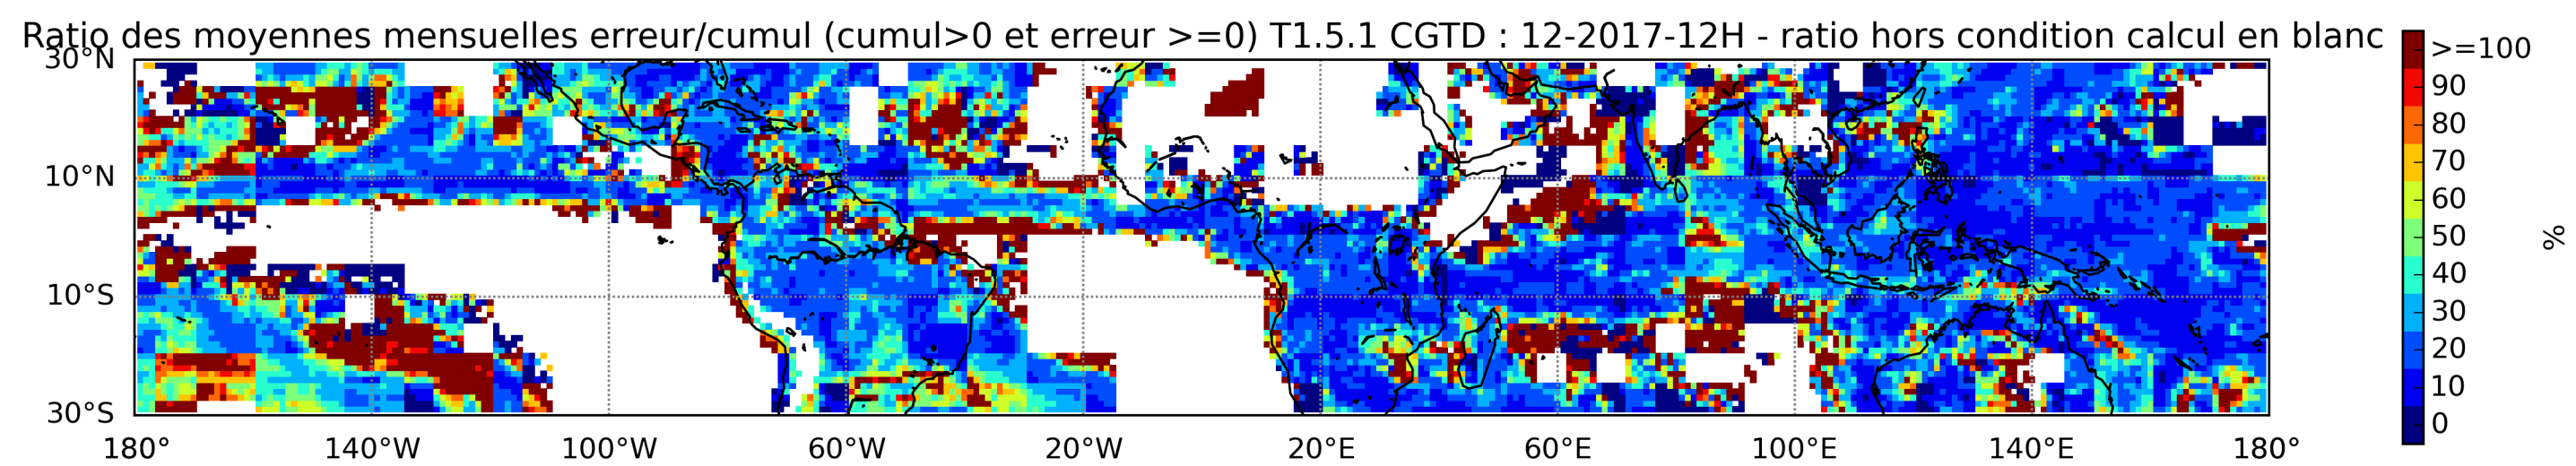 Ratio des moyennes mensuelles erreur/cumul (cumul>0 et erreur >=0) T1.5.1 CGTD : 12-2017-12H - ratio hors condition calcul en blanc
30°N
10°N
10°S
30°S
180° 140°W 100°W 60°W 20°W 20°E 60°E 100°E 140°E 180°
>=100
90
80
70
60
50
40
30
20
10
0
%